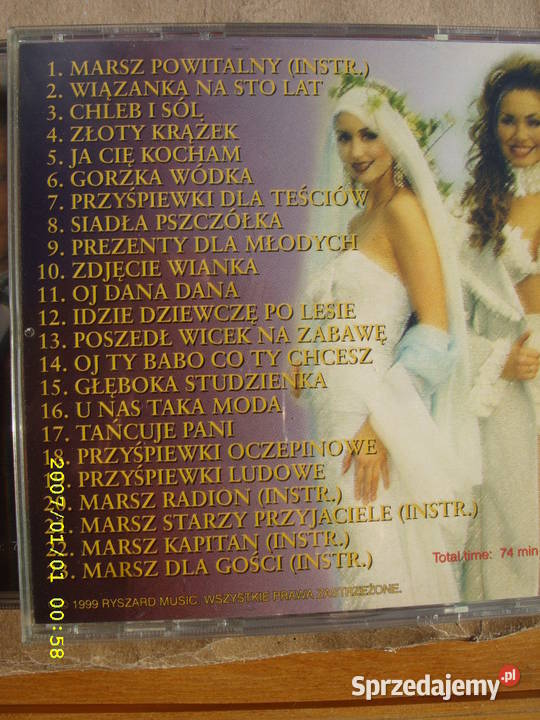 1. MARSZ POWITALNY (INSTR.)
2. WIĄZANKA NA STO LAT
3. CHLEB I SÓL
4. ZŁOTY KRĄŻEK
5. JA CIĘ KOCHAM
6. GORZKA WÓDKA
7. PRZYŚPIEWKI DLA TEŚCIÓW
8. SIADŁA PSZCZÓŁKA
9. PREZENTY DLA MŁODYCH
10. ZDJĘCIE WIANKA
11. OJ DANA DANA
12. IDZIE DZIEWCZĘ PO LESIE
13. POSZEDŁ WICEK NA ZABAWĘ
14. OJ TY BABO CO TY CHCESZ
15. GŁĘBOKA STUDZIENKA
16. U NAS TAKA MODA
17. TAŃCUJE PANI
18. PRZYŚPIEWKI OCZEPINOWE
PRZYŚPIEWKI LUDOWE
MARSZ RADION (INSTR.)
MARSZ STARZY PRZYJACIELE (INSTR.)
MARSZ KAPITAN (INSTR.)
MARSZ DLA GOŚCI (INSTR.)
Total time: 74 min
1999 RYSZARD MUSIC. WSZYSTKIE PRAWA ZASTRZEŻONE.
2007/01/01 00:58
Sprzedajemy.pl